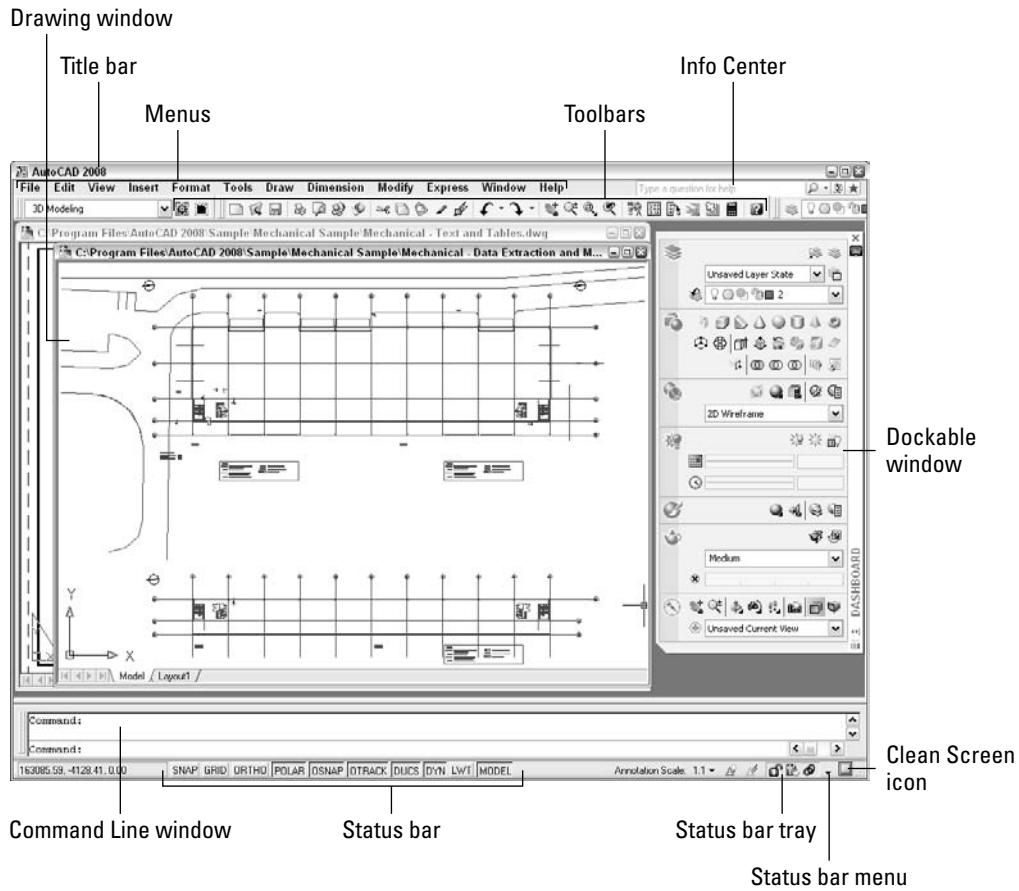 Drawing window
Title bar
Info Center
Menus
Toolbars
AutoCAD 2008
File Edit View Insert Format Tools Draw Dimension Modify Express Window Help
Type a question for help
3D Modeling
C:\Program Files\AutoCAD 2008\Sample\Mechanical Sample\Mechanical - Text and Tables.dwg
C:\Program Files\AutoCAD 2008\Sample\Mechanical Sample\Mechanical - Data Extraction and M...
Unsaved Layer State
2
2D Wireframe
Dockable
window
Medium
DASHBOARD
Unsaved Current View
Y
X
X
Model / Layout1 /
Command:
Command:
163085.59, -4128.41, 0.00
SNAP GRID ORTHO POLAR OSNAP OTRACK DUCS DYN LWT MODEL
Annotation Scale: 1:1
Clean Screen
icon
Command Line window
Status bar
Status bar tray
Status bar menu